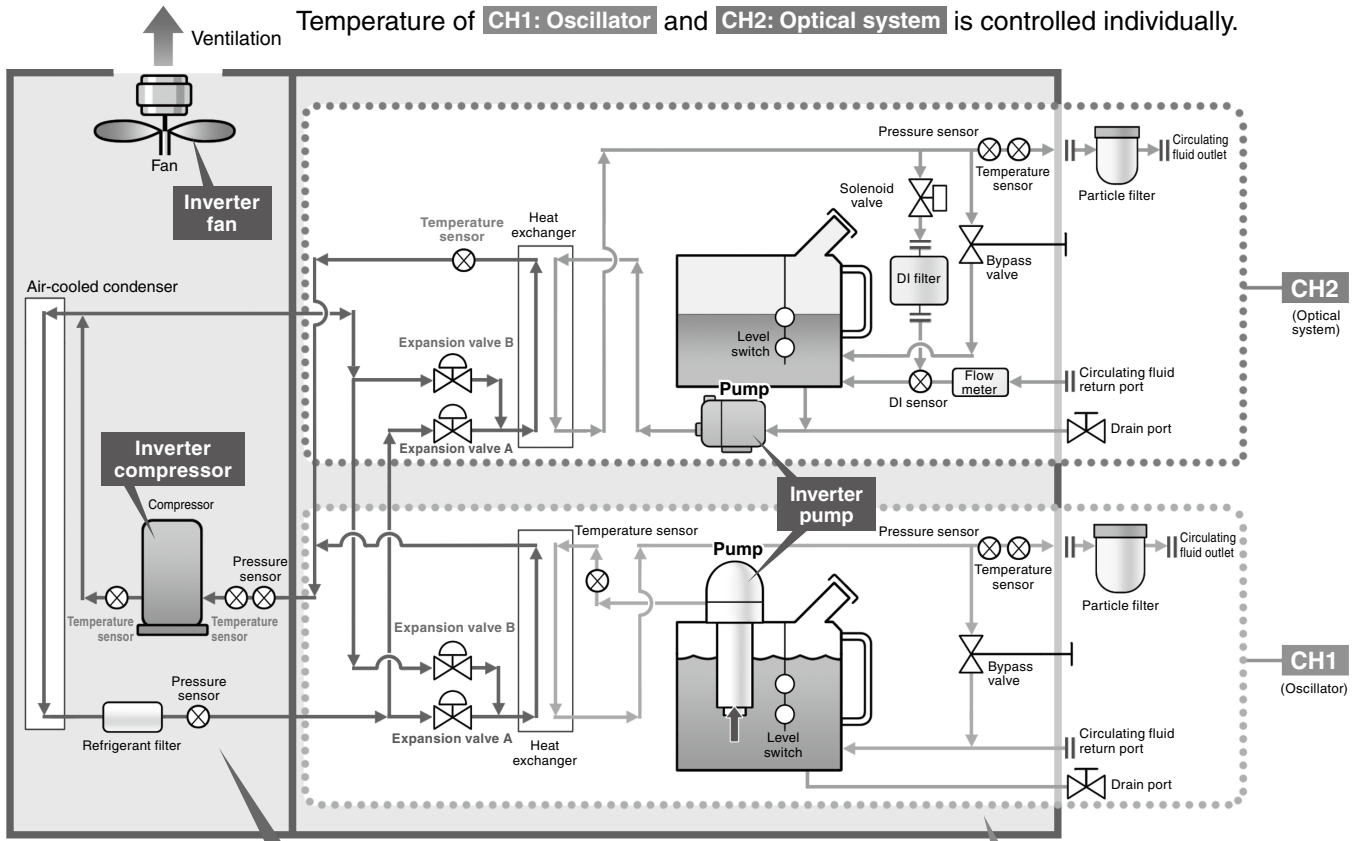 Temperature of CH1: Oscillator and CH2: Optical system is controlled individually.
Ventilation
Fan
Inverter
fan
Air-cooled condenser
Inverter
compressor
Compressor
Pressure
sensor
Temperature
sensor
Temperature
sensor
Pressure
sensor
Refrigerant filter
Temperature
sensor
Heat
exchanger
Expansion valve B
Expansion valve A
Pressure sensor
Temperature
sensor
Circulating
fluid outlet
Particle filter
Solenoid
valve
DI filter
Bypass
valve
Level
switch
Pump
DI sensor
Flow
meter
Circulating fluid
return port
Drain port
CH2
(Optical
system)
Inverter
pump
Temperature sensor
Pump
Pressure sensor
Temperature
sensor
Circulating
fluid outlet
Particle filter
Expansion valve B
Expansion valve A
Heat
exchanger
Level
switch
Bypass
valve
Circulating fluid
return port
Drain port
CH1
(Oscillator)